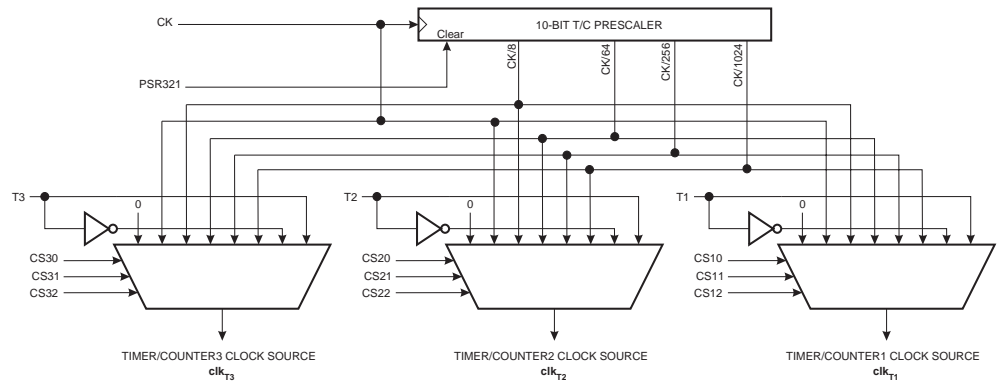 CK
10-BIT T/C PRESCALER
Clear
CK/8
CK/64
CK/256
CK/1024
PSR321
T3
0
T2
0
T1
0
CS30
CS31
CS32
CS20
CS21
CS22
CS10
CS11
CS12
TIMER/COUNTER3 CLOCK SOURCE
clkT3
TIMER/COUNTER2 CLOCK SOURCE
clkT2
TIMER/COUNTER1 CLOCK SOURCE
clkT1